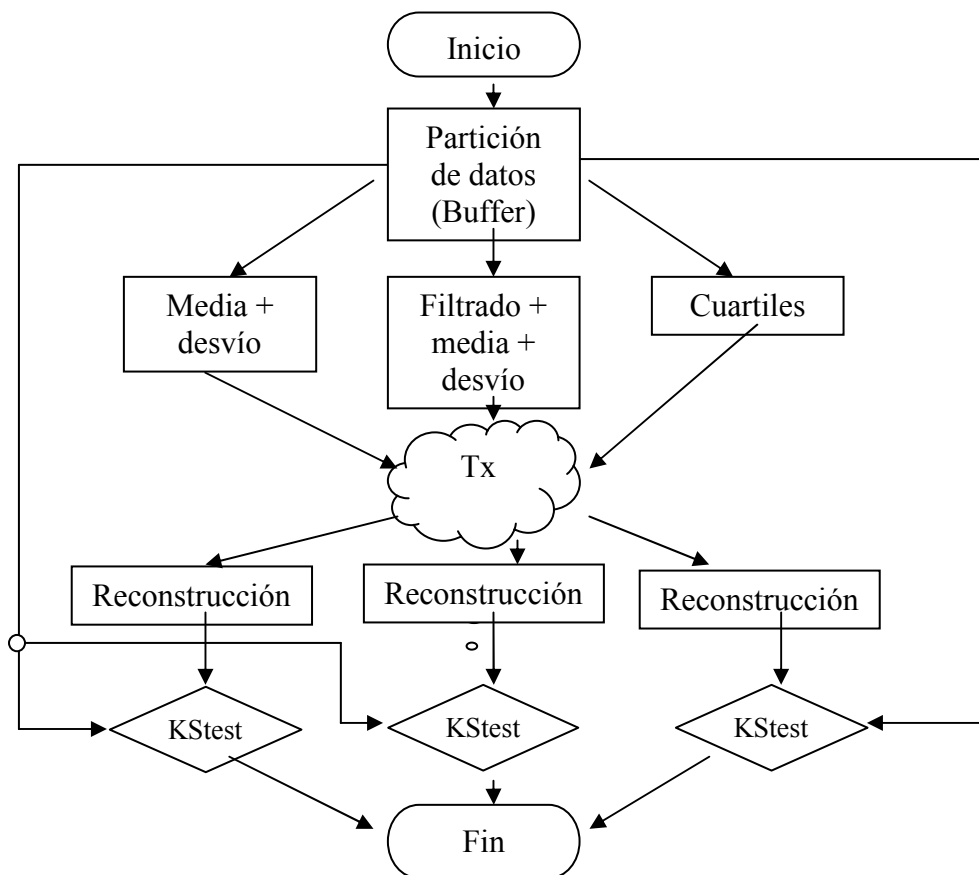 Inicio
Partición
de datos
(Buffer)
Media +
desvío
Filtrado +
media +
desvío
Cuartiles
Tx
Reconstrucción
Reconstrucción
Reconstrucción
KStest
KStest
KStest
Fin